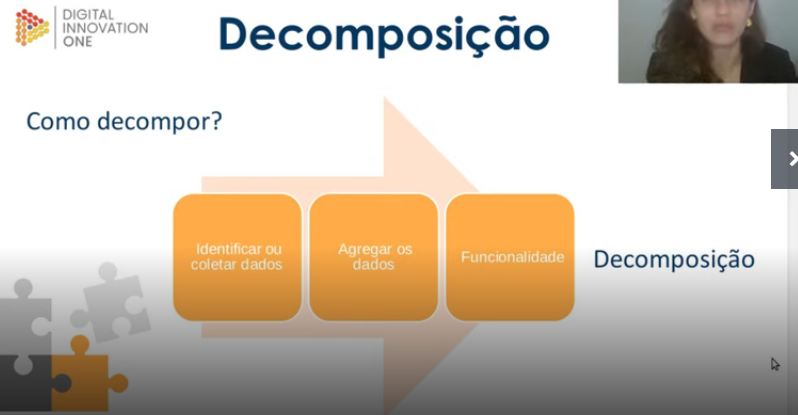 DIGITAL
INNOVATION
ONE
Decomposição
Como decompor?
Identificar ou
coletar dados
Agregar os
dados
Funcionalidade
Decomposição